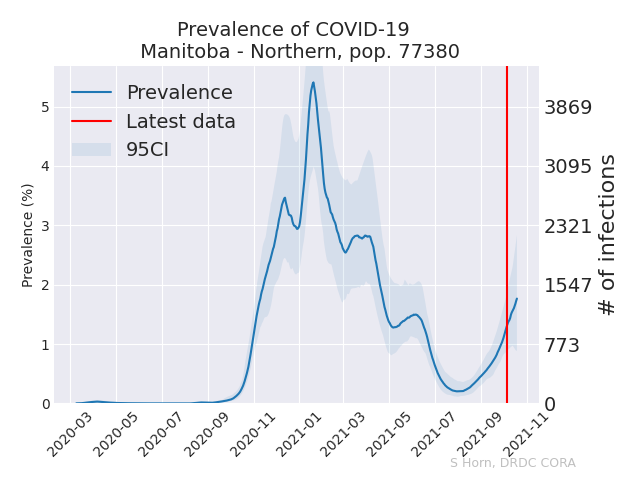 Prevalence of COVID-19
Manitoba - Northern, pop. 77380
Prevalence
Latest data
95CI
Prevalence (%)
5
4
3
2
1
0
3869
3095
2321
1547
773
0
# of infections
2020-03
2020-05
2020-07
2020-09
2020-11
2021-01
2021-03
2021-05
2021-07
2021-09
2021-11
S Horn, DRDC CORA